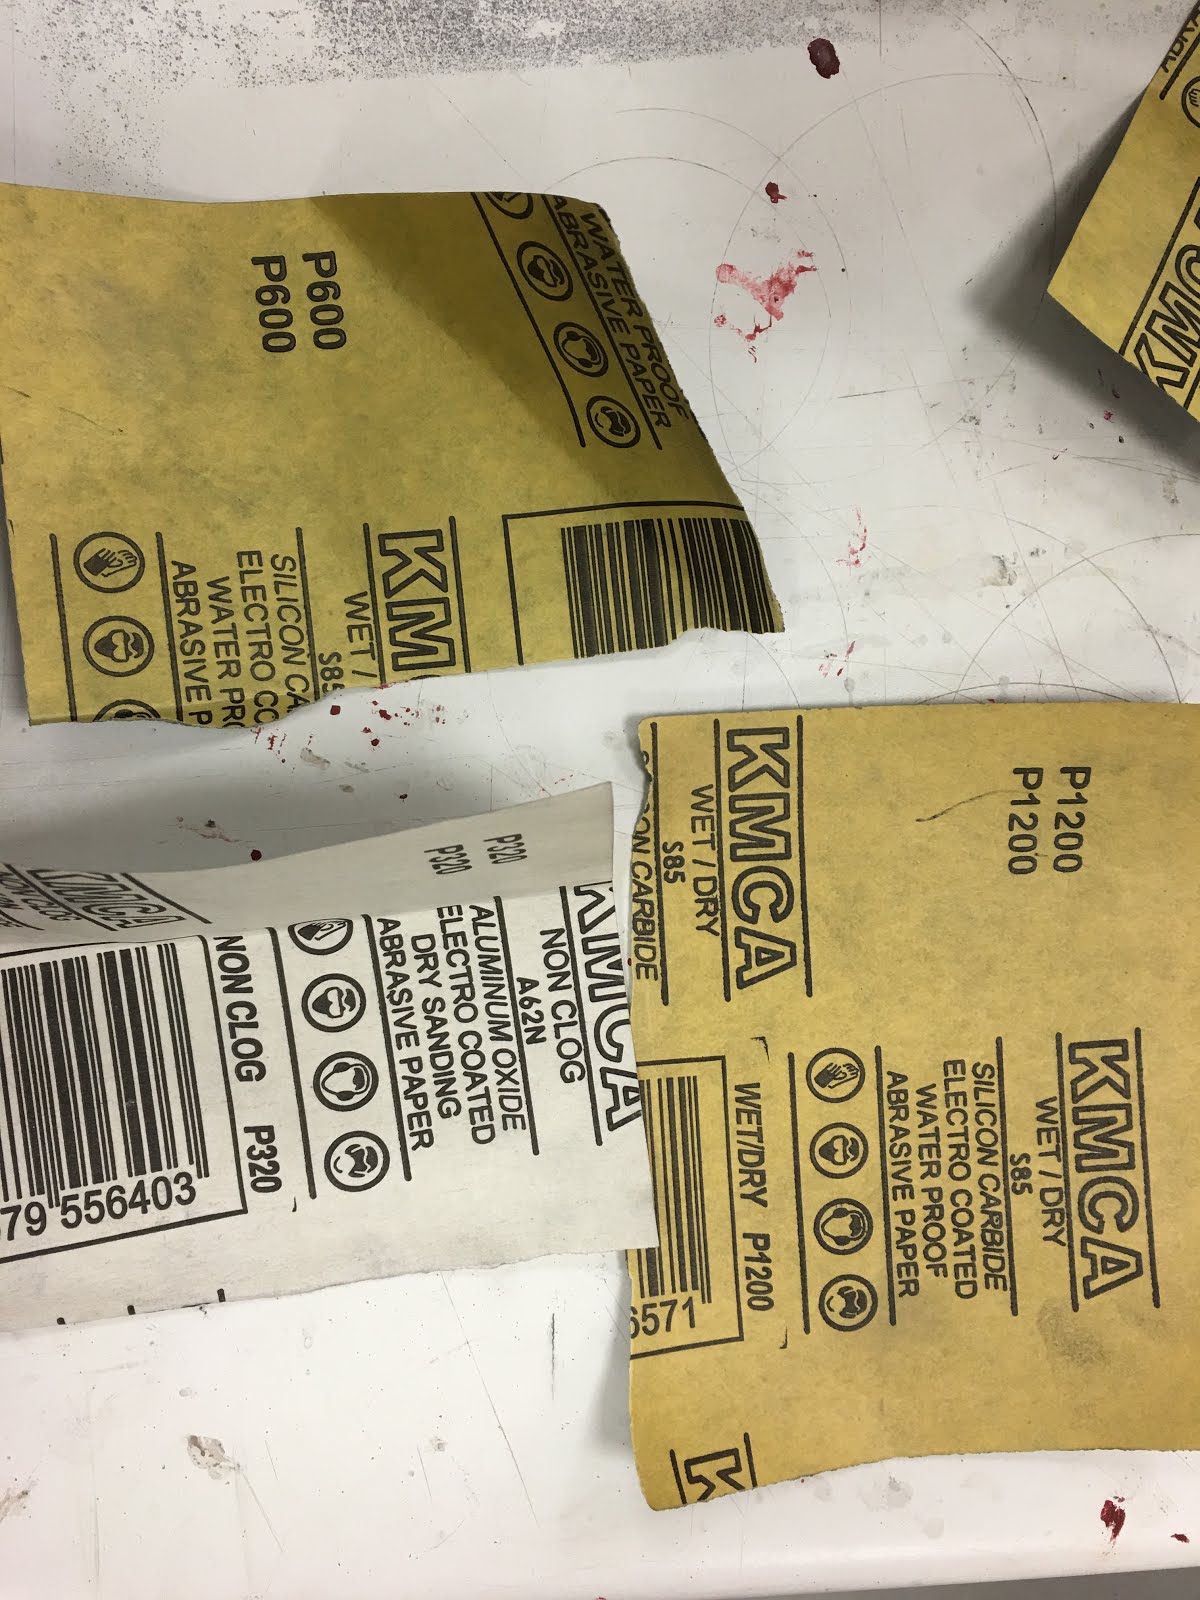 WATER PROOF
ABRASIVE PAPER
P600
P600
KM
WET /
S85
SILICON CA
ELECTRO CO
WATER PRO
ABRASIVE P
KMC
P320
P320
KMCA
KMCA
NON CLOG
A62N
ALUMINUM OXIDE
ELECTRO COATED
DRY SANDING
ABRASIVE PAPER
NON CLOG P320
79 556403
P1200
P1200
KMCA
WET / DRY
S85
ON CARBIDE
KMCA
WET / DRY
S85
SILICON CARBIDE
ELECTRO COATED
WATER PROOF
ABRASIVE PAPER
WET/DRY P1200
6571
K